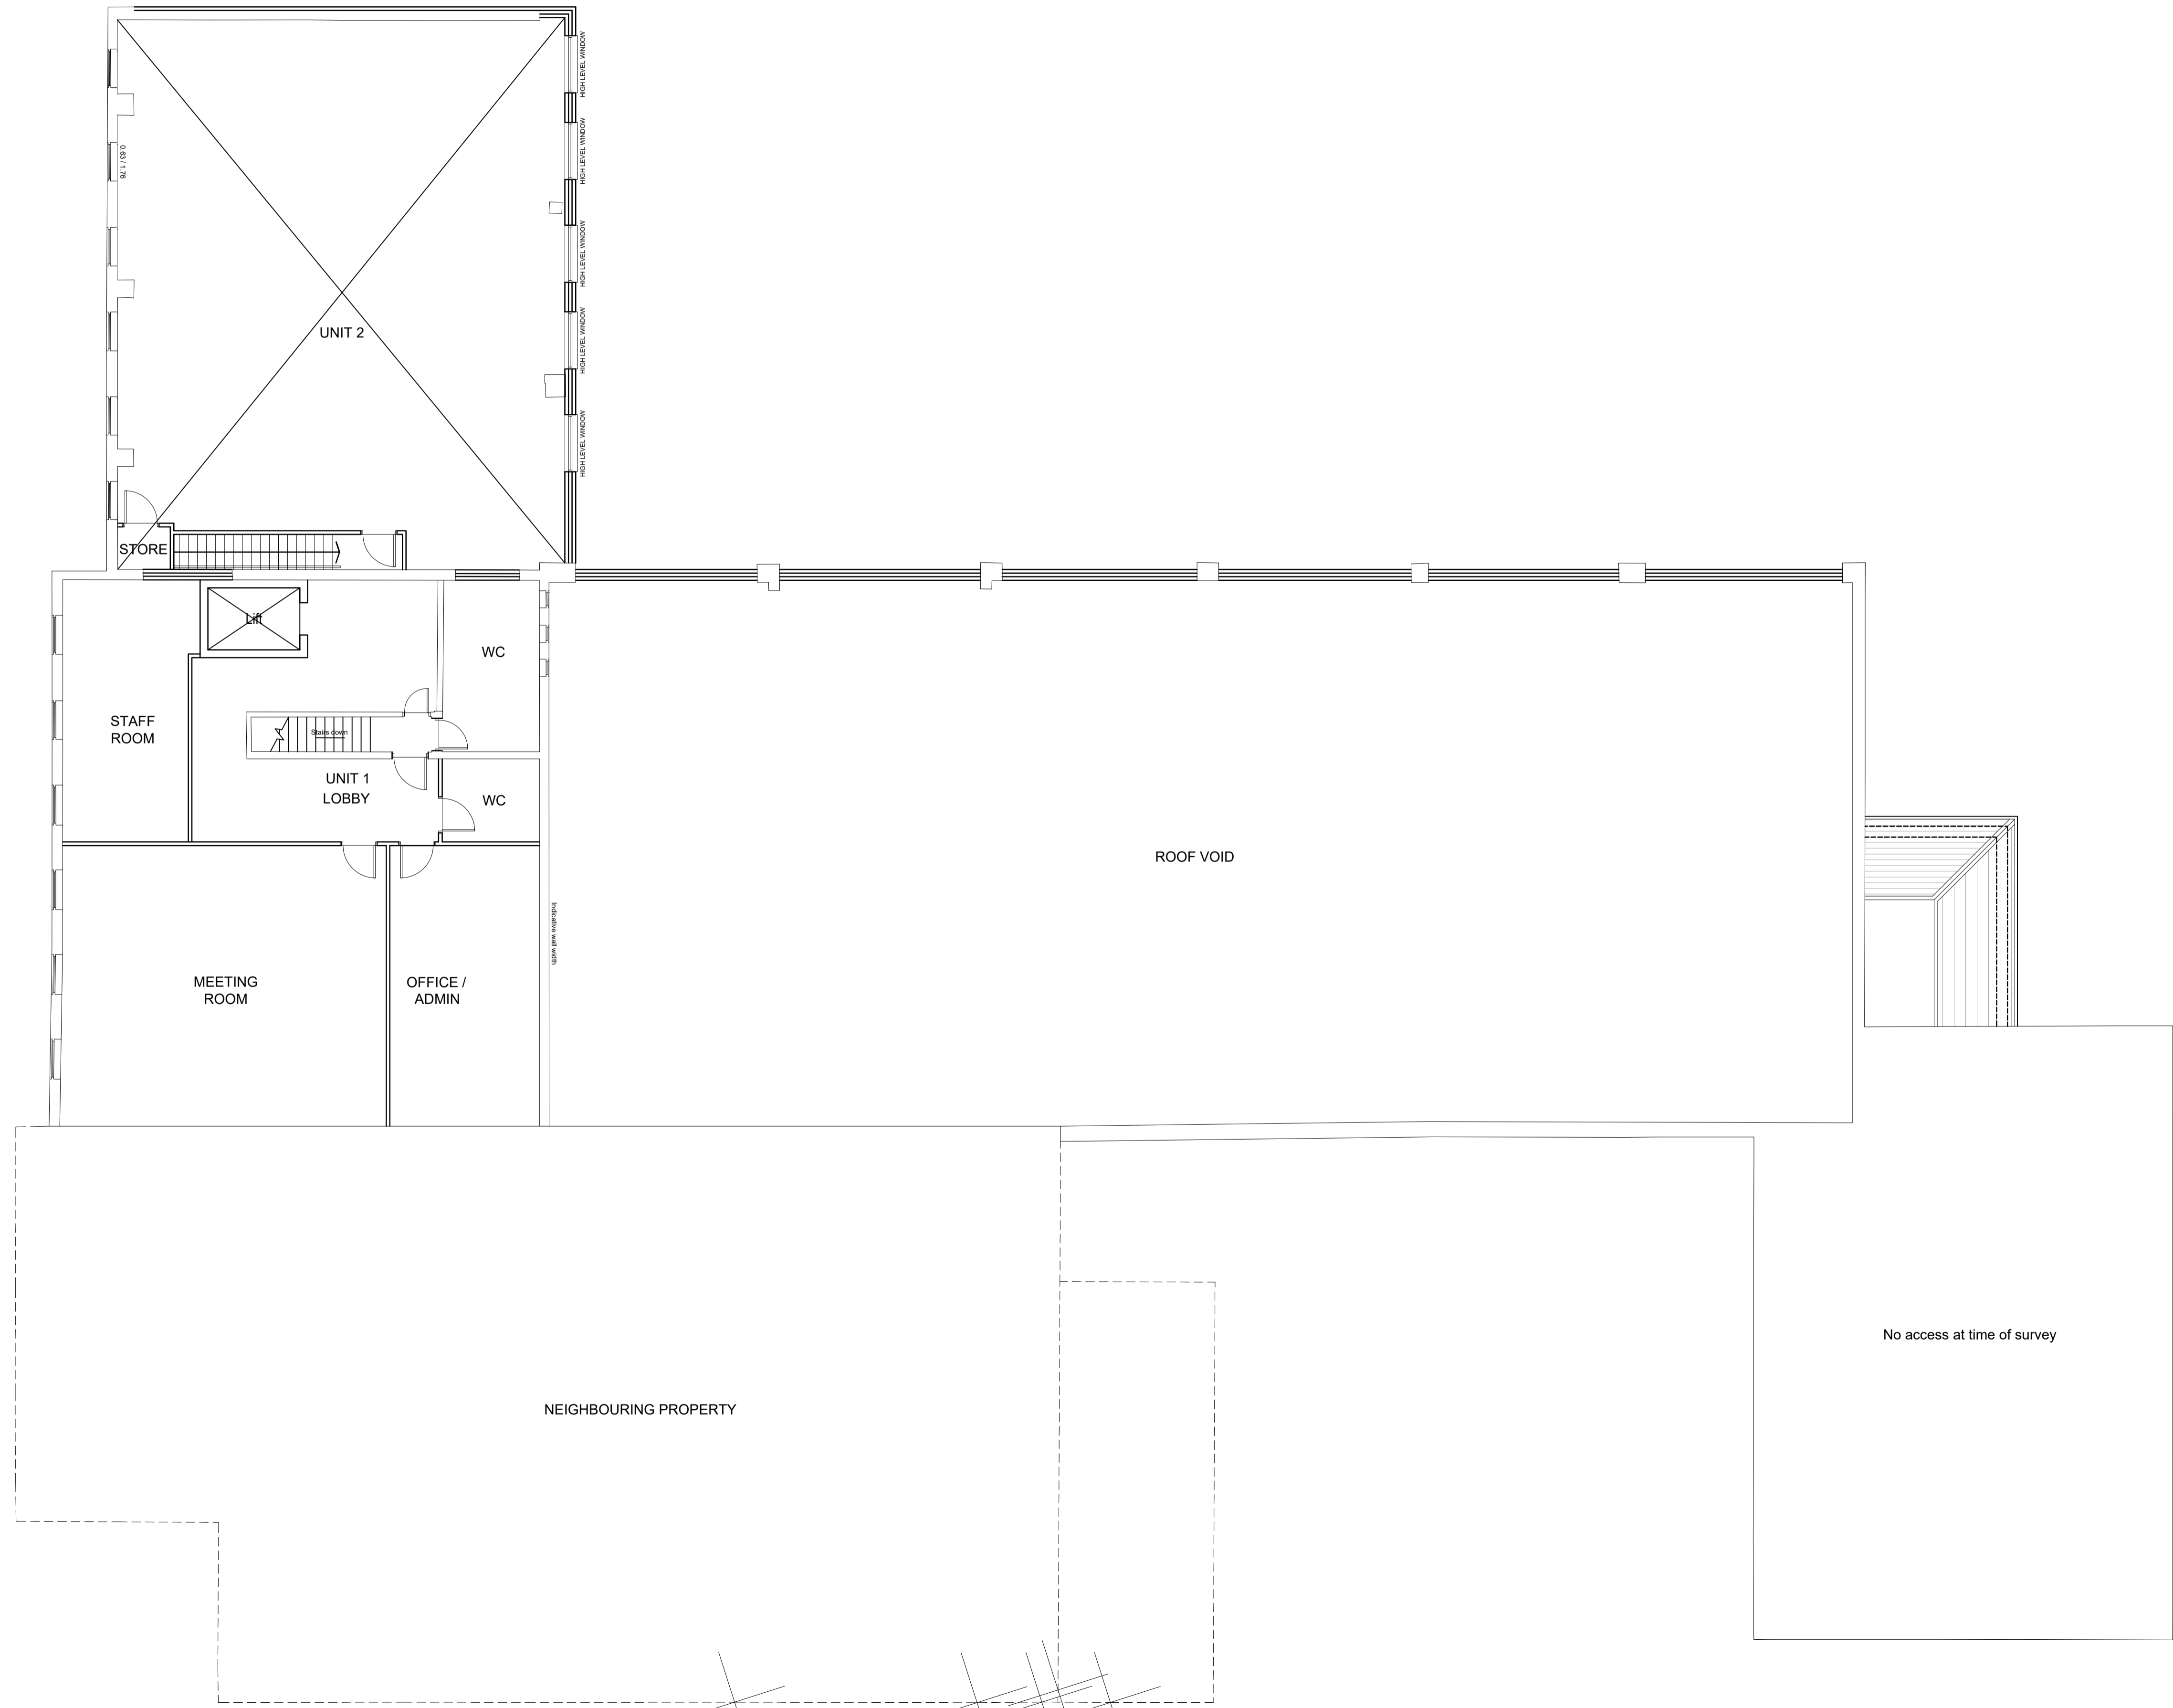 HIGH LEVEL WINDOW
HIGH LEVEL WINDOW
0.63 / 1.76
HIGH LEVEL WINDOW
HIGH LEVEL WINDOW
UNIT 2
HIGH LEVEL WINDOW
STORE
Lift
WC
STAFF
ROOM
Stairs down
UNIT 1
LOBBY
WC
ROOF VOID
Indicative wall width
MEETING
ROOM
OFFICE /
ADMIN
No access at time of survey
NEIGHBOURING PROPERTY